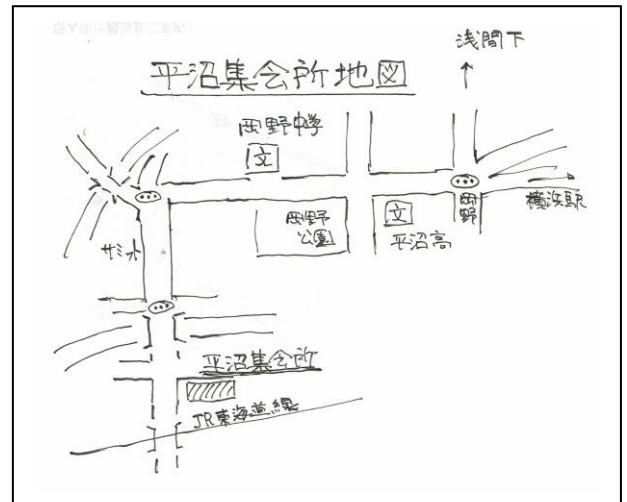 浅間下
平沼集会所地図
岡野中学
文
岡野
公園
文
平沼高
岡野
横浜駅
サミット
平沼集会所
JR東海道線